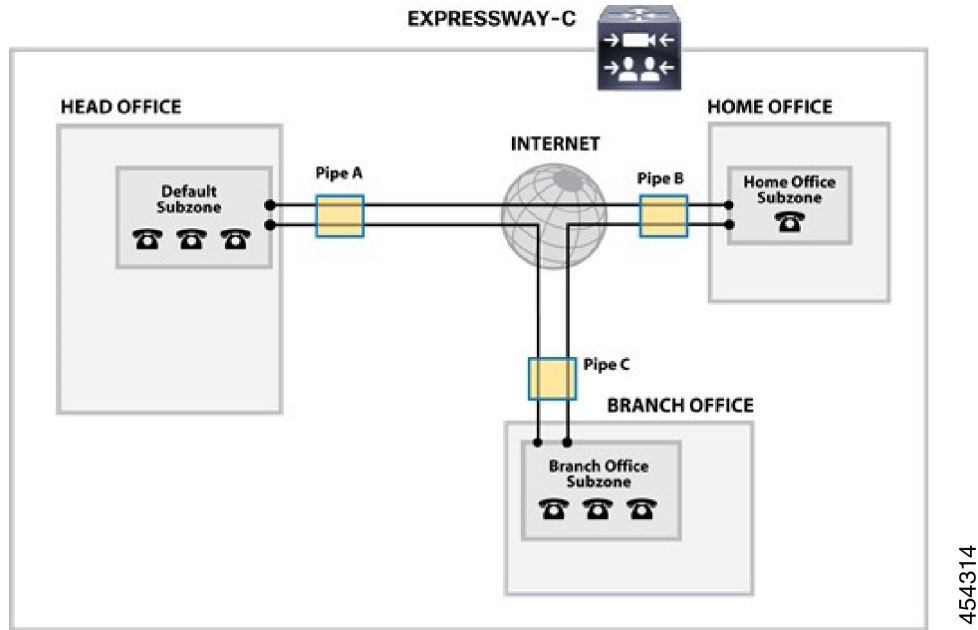 EXPRESSWAY-C
HEAD OFFICE
HOME OFFICE
INTERNET
Pipe A
Pipe B
Default
Subzone
Home Office
Subzone
Pipe C
BRANCH OFFICE
Branch Office
Subzone
454314